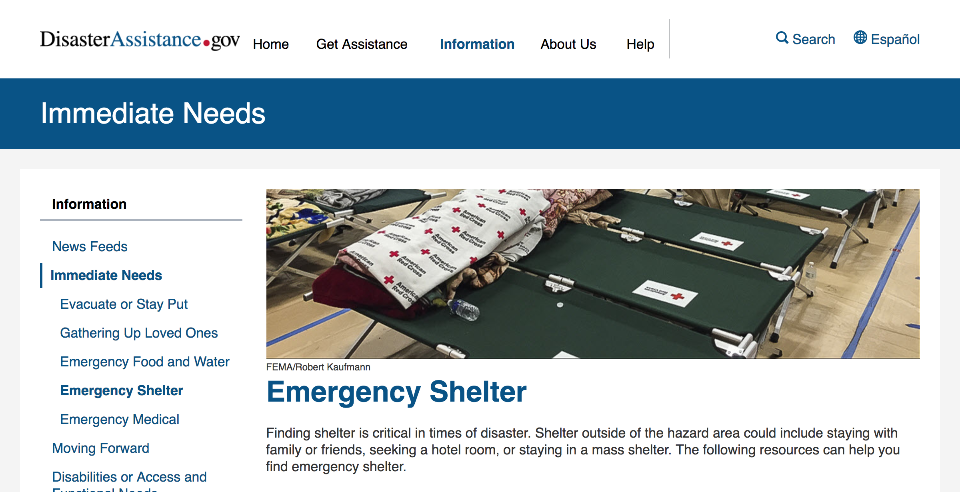 DisasterAssistance.gov
Home Get Assistance Information About Us Help
Search Español
Immediate Needs
Information
News Feeds
Immediate Needs
Evacuate or Stay Put
Gathering Up Loved Ones
Emergency Food and Water
Emergency Shelter
Emergency Medical
Moving Forward
Disabilities or Access and
Functional Needs
American
Red Cross
FEMA/Robert Kaufmann
Emergency Shelter
Finding shelter is critical in times of disaster. Shelter outside of the hazard area could include staying with
family or friends, seeking a hotel room, or staying in a mass shelter. The following resources can help you
find emergency shelter.